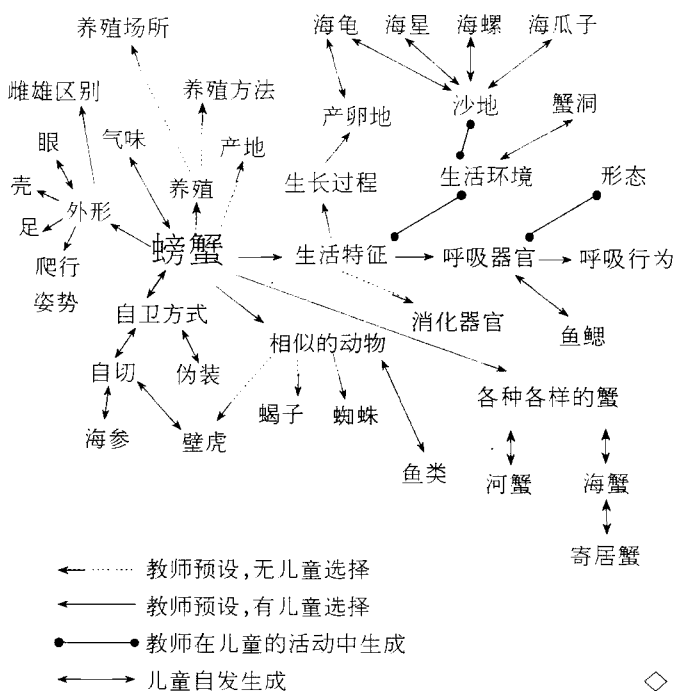 养殖场所
海龟 海星 海螺 海瓜子
雌雄区别 养殖方法 沙地 蟹洞
产卵地
眼 气味 产地
壳 养殖 生长过程 生活环境 形态
外形
足
螃蟹 生活特征 呼吸器官 呼吸行为
爬行
姿势
自卫方式 消化器官 鱼鳃
相似的动物
自切 伪装 各种各样的蟹
蝎子 蜘蛛
海参 壁虎
鱼类 河蟹 海蟹
寄居蟹
教师预设,无儿童选择
教师预设,有儿童选择
教师在儿童的活动中生成
儿童自发生成